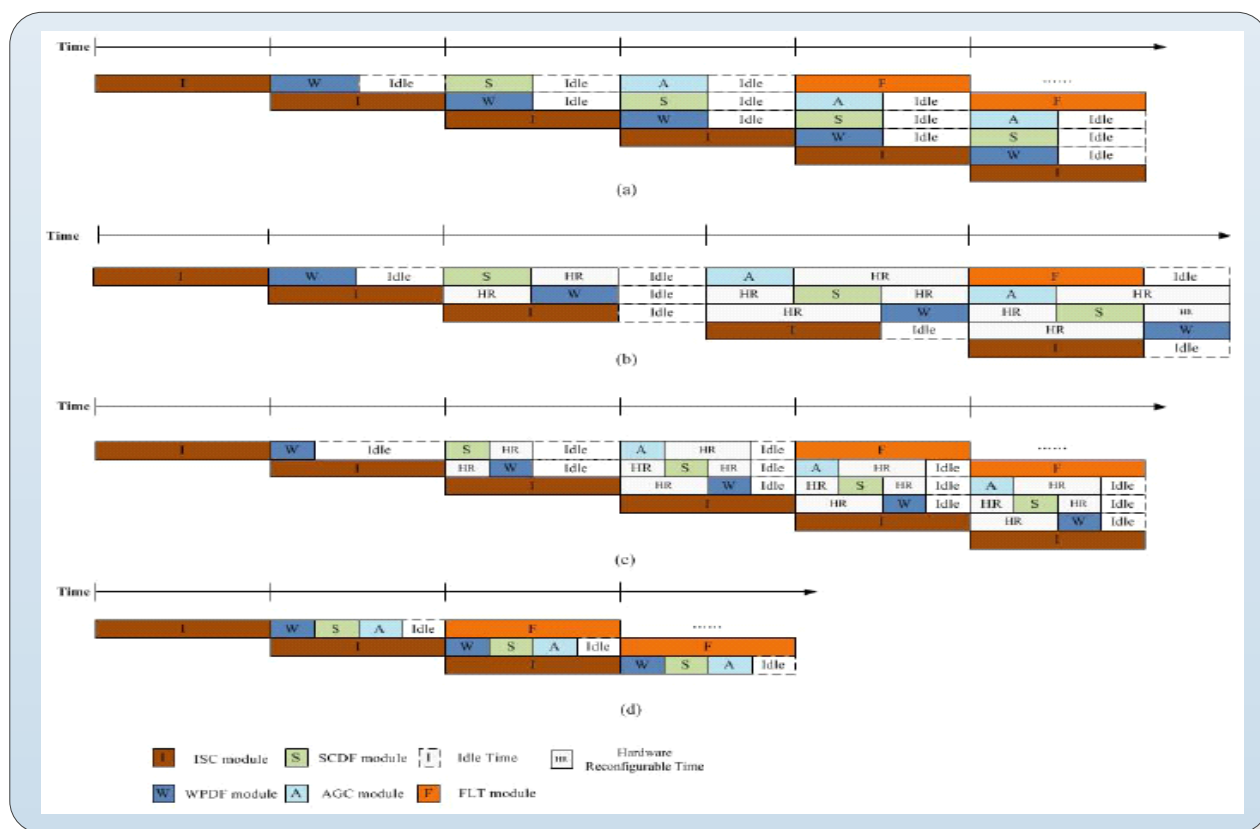 Time
I W Idle S Idle A Idle F ......
I W Idle S Idle A Idle F
I W Idle S Idle A Idle
I W Idle S Idle
I W Idle
I
(a)
Time
I W Idle S HR Idle A HR F Idle
I HR W Idle HR S HR A HR
I Idle HR W HR S HR
I Idle HR W
I Idle
(b)
Time
I W Idle S HR Idle A HR Idle F ......
I HR W Idle HR S HR Idle A HR Idle F
I HR W Idle HR S HR Idle A HR Idle
I HR W Idle HR S HR Idle
I HR W Idle
I
(c)
Time
I W S A Idle F ......
I W S A Idle F
I W S A Idle
(d)
I ISC module S SCDF module I Idle Time HR Hardware Reconfigurable Time
W WPDF module A AGC module F FLT module